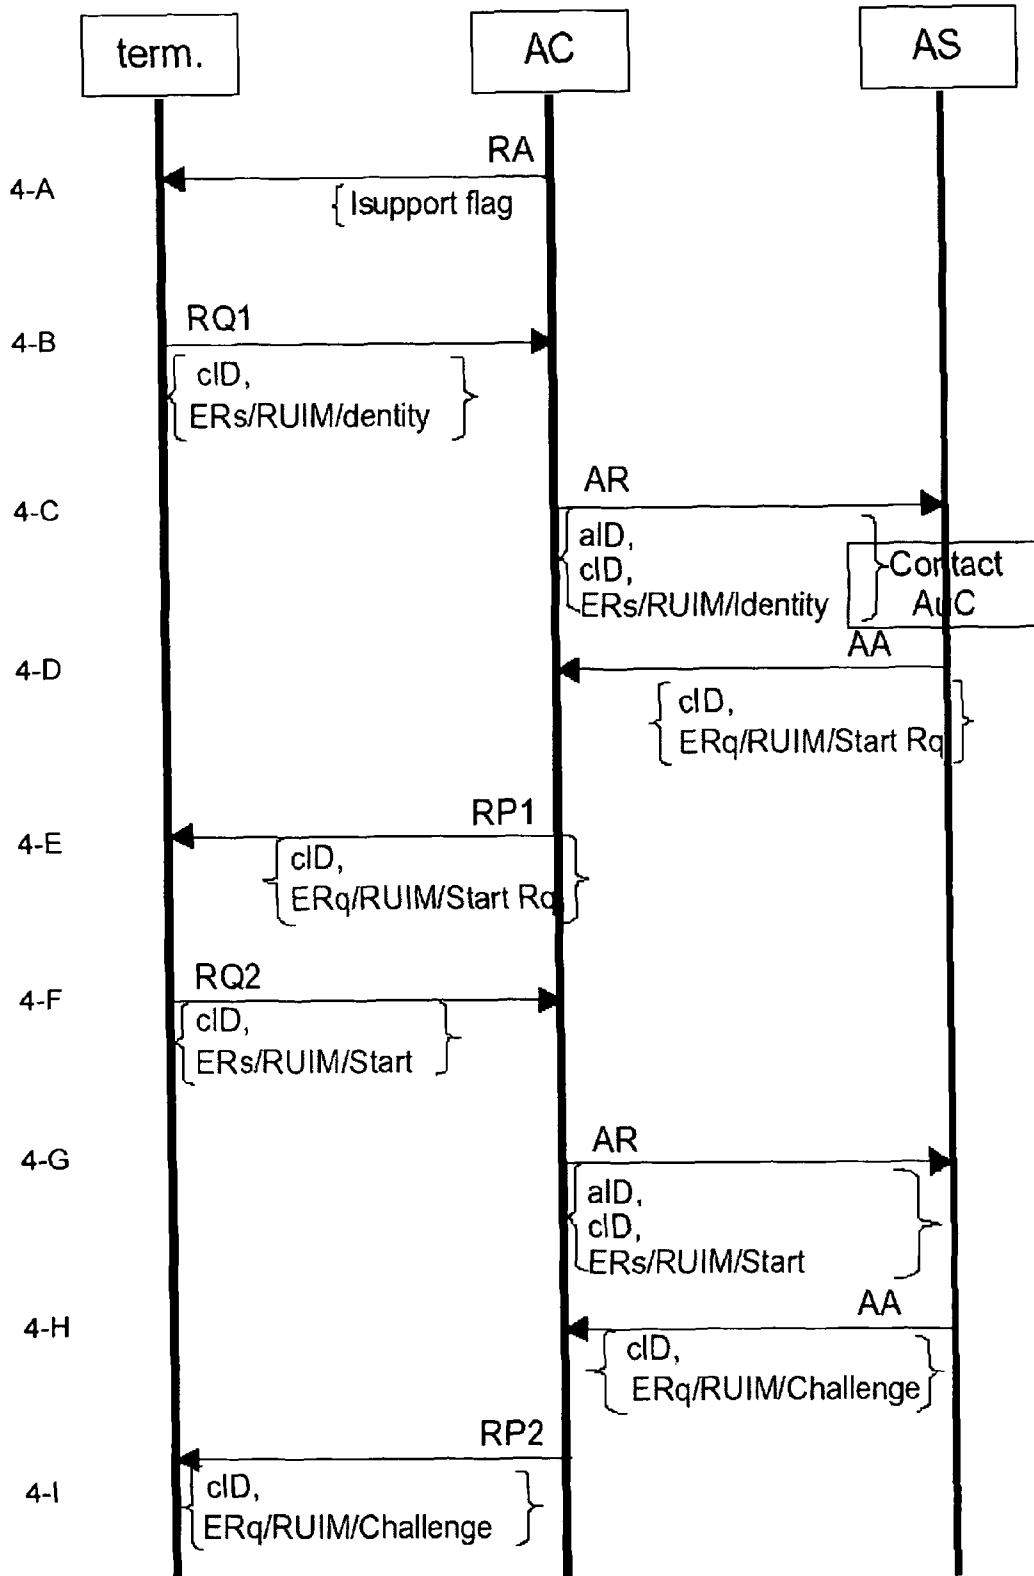 term.
AC
AS
RA
4-A
{ Isupport flag
RQ1
4-B
{ cID,
ERs/RUIM/dentity }
AR
4-C
{ aID,
cID,
ERs/RUIM/Identity }
Contact
AuC
AA
4-D
{ cID,
ERq/RUIM/Start Rq }
RP1
4-E
{ cID,
ERq/RUIM/Start Rq }
RQ2
4-F
{ cID,
ERs/RUIM/Start }
AR
4-G
{ aID,
cID,
ERs/RUIM/Start }
AA
4-H
{ cID,
ERq/RUIM/Challenge }
RP2
4-I
{ cID,
ERq/RUIM/Challenge }